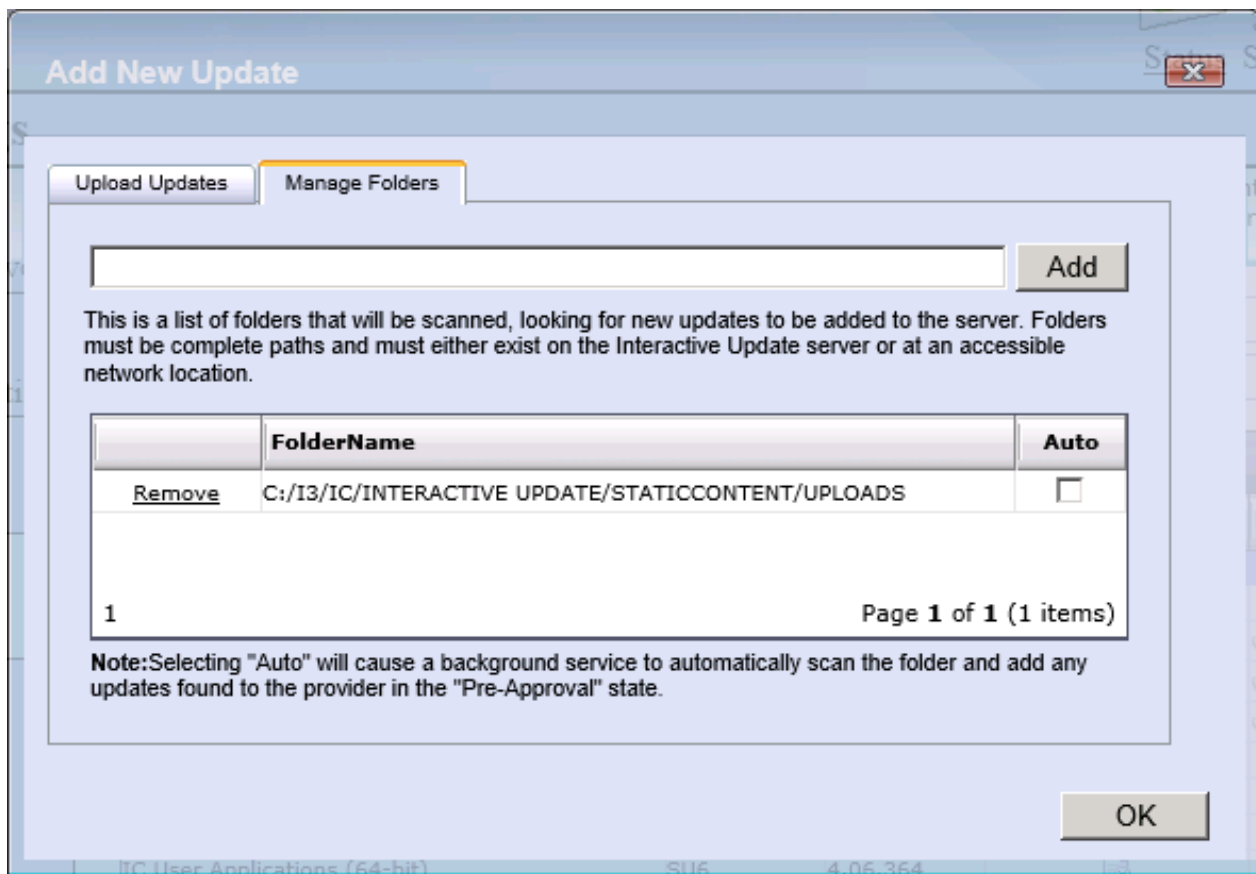 Status
Add New Update
Upload Updates
Manage Folders
Add
This is a list of folders that will be scanned, looking for new updates to be added to the server. Folders
must be complete paths and must either exist on the Interactive Update server or at an accessible
network location.
FolderName Auto
Remove C:/I3/IC/INTERACTIVE UPDATE/STATICCONTENT/UPLOADS
1 Page 1 of 1 (1 items)
Note:Selecting "Auto" will cause a background service to automatically scan the folder and add any
updates found to the provider in the "Pre-Approval" state.
OK
IC User Applications (64-bit) SU6 4.06.364